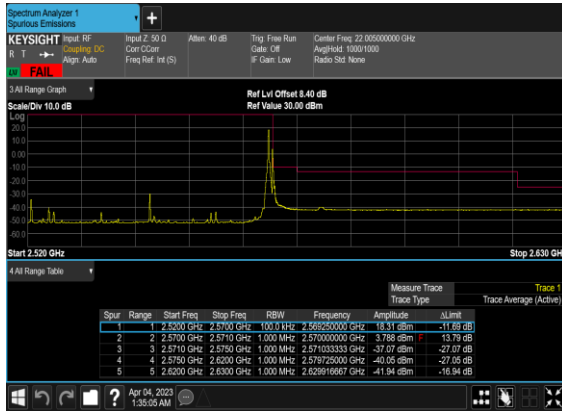 Spectrum Analyzer 1
Spurious Emissions
+
KEYSIGHT Input: RF Input Z: 50 Ω Atten: 40 dB Trig: Free Run Center Freq: 22.005000000 GHz
R T Coupling: DC Corr CCorr Gate: Off Avg|Hold: 1000/1000
Align: Auto Freq Ref: Int (S) IF Gain: Low Radio Std: None
LV FAIL
3 All Range Graph
Ref Lvl Offset 8.40 dB
Scale/Div 10.0 dB Ref Value 30.00 dBm
Log
20.0
10.0
0.00
-10.0
-20.0
-30.0
-40.0
-50.0
-60.0
Start 2.520 GHz Stop 2.630 GH
4 All Range Table
Measure Trace Trace 1
Trace Type Trace Average (Active)
Spur Range Start Freq Stop Freq RBW Frequency Amplitude ΔLimit
1 1 2.5200 GHz 2.5700 GHz 100.0 kHz 2.569250000 GHz 18.31 dBm -11.69 dB
2 2 2.5700 GHz 2.5710 GHz 1.000 MHz 2.570000000 GHz 3.788 dBm F 13.79 dB
3 3 2.5710 GHz 2.5750 GHz 1.000 MHz 2.571033333 GHz -37.07 dBm -27.07 dB
4 4 2.5750 GHz 2.6200 GHz 1.000 MHz 2.579725000 GHz -40.05 dBm -27.05 dB
5 5 2.6200 GHz 2.6300 GHz 1.000 MHz 2.629916667 GHz -41.94 dBm -16.94 dB
? Apr 04, 2023
1:35:05 AM